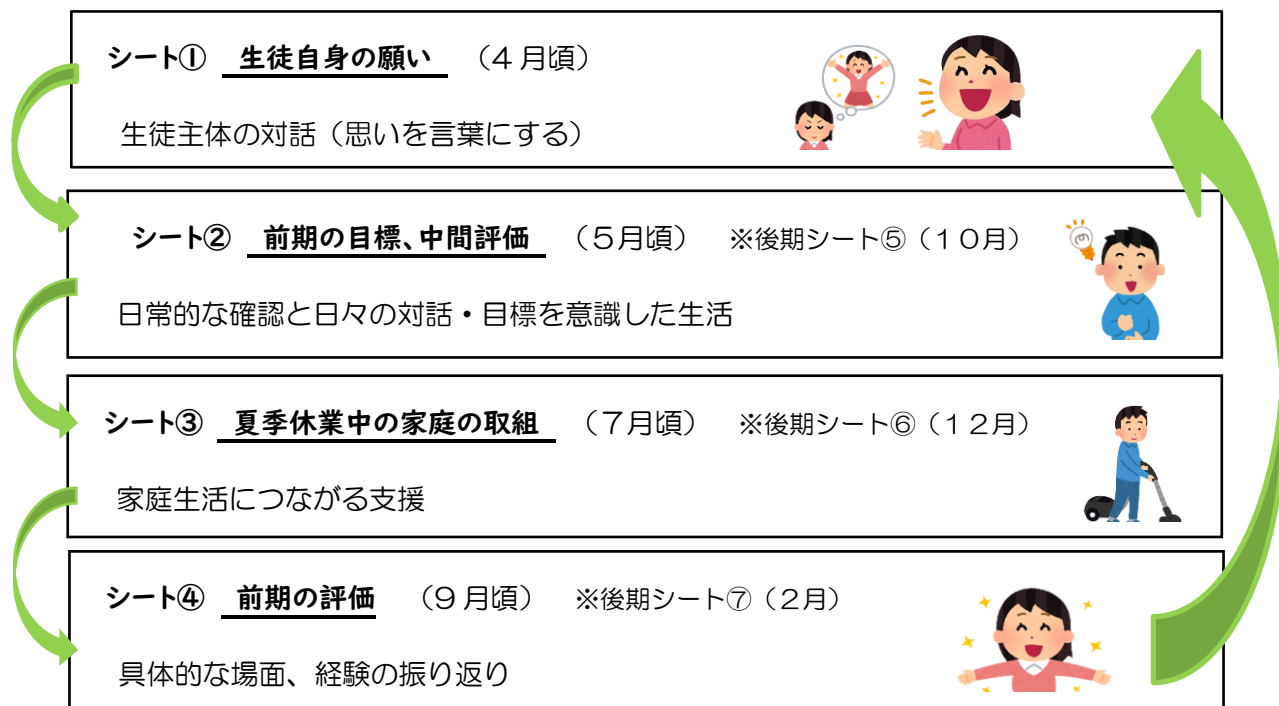 シート① 生徒自身の願い （４月頃）
生徒主体の対話（思いを言葉にする）
シート② 前期の目標、中間評価 （５月頃） ※後期シート⑤（１０月）
日常的な確認と日々の対話・目標を意識した生活
シート③ 夏季休業中の家庭の取組 （７月頃） ※後期シート⑥（１２月）
家庭生活につながる支援
シート④ 前期の評価 （９月頃） ※後期シート⑦（２月）
具体的な場面、経験の振り返り